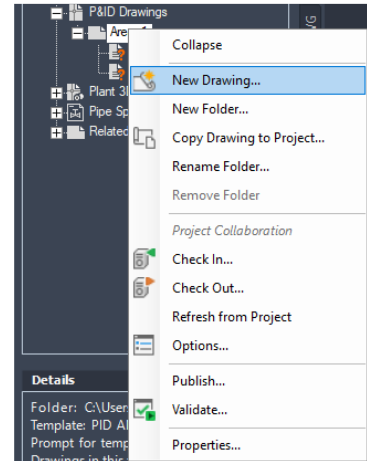 P&ID Drawings
Collapse
New Drawing...
Plant 3
New Folder...
Pipe Sp
Related
Copy Drawing to Project...
Rename Folder...
Remove Folder
Project Collaboration
Check In...
Check Out...
Refresh from Project
Options...
Details
Publish...
Folder: C:\User
Template: PID A
Validate...
Prompt for temp
Properties...
Drawings in this